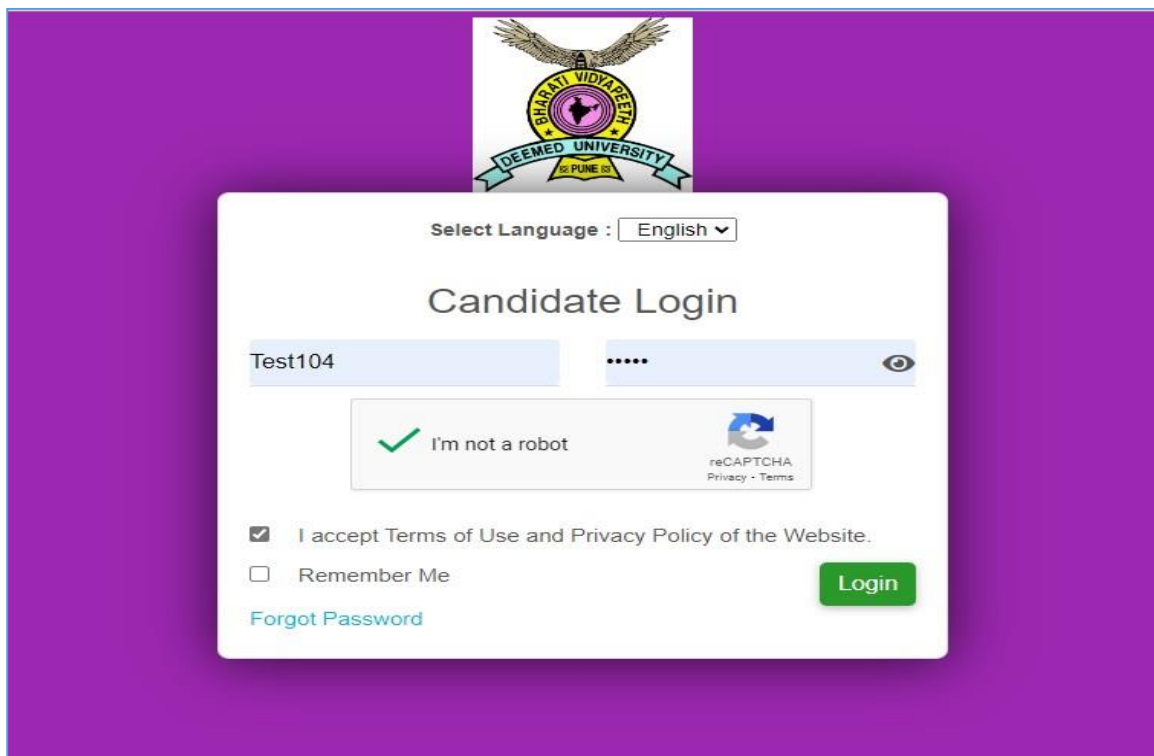 BHARATI VIDYAPEETH
DEEMED UNIVERSITY
PUNE
Select Language : English
Candidate Login
Test104 •••••
I'm not a robot
reCAPTCHA
Privacy - Terms
I accept Terms of Use and Privacy Policy of the Website.
Remember Me
Login
Forgot Password